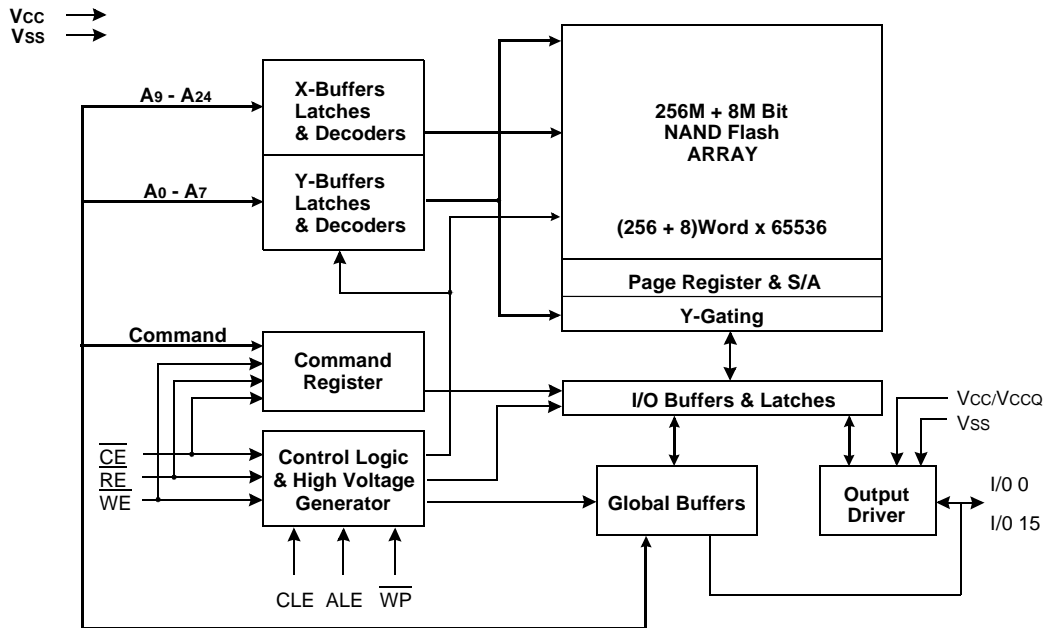 VCC
VSS
A9 - A24
X-Buffers
Latches
& Decoders
A0 - A7
Y-Buffers
Latches
& Decoders
256M + 8M Bit
NAND Flash
ARRAY
(256 + 8)Word x 65536
Page Register & S/A
Y-Gating
Command
Command
Register
I/O Buffers & Latches
VCC/VCCQ
VSS
CE
RE
WE
Control Logic
& High Voltage
Generator
Global Buffers
Output
Driver
I/0 0
I/0 15
CLE ALE WP